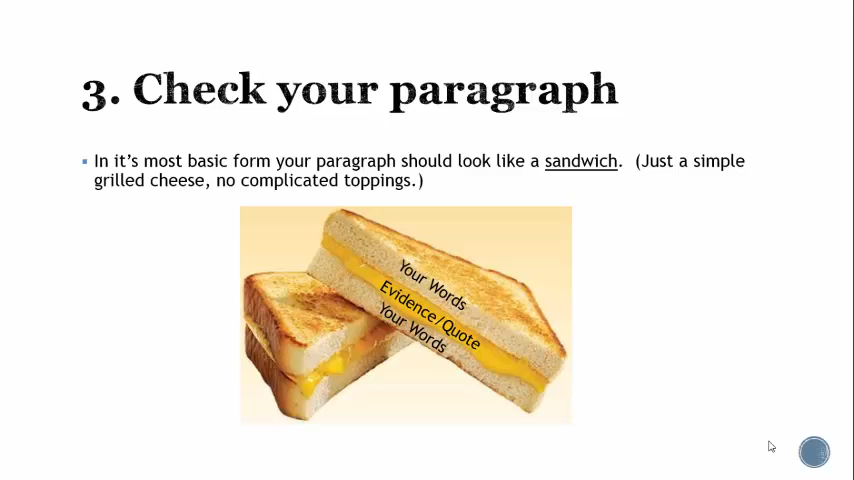 3. Check your paragraph
In it's most basic form your paragraph should look like a sandwich. (Just a simple
grilled cheese, no complicated toppings.)
Your Words
Evidence/Quote
Your Words